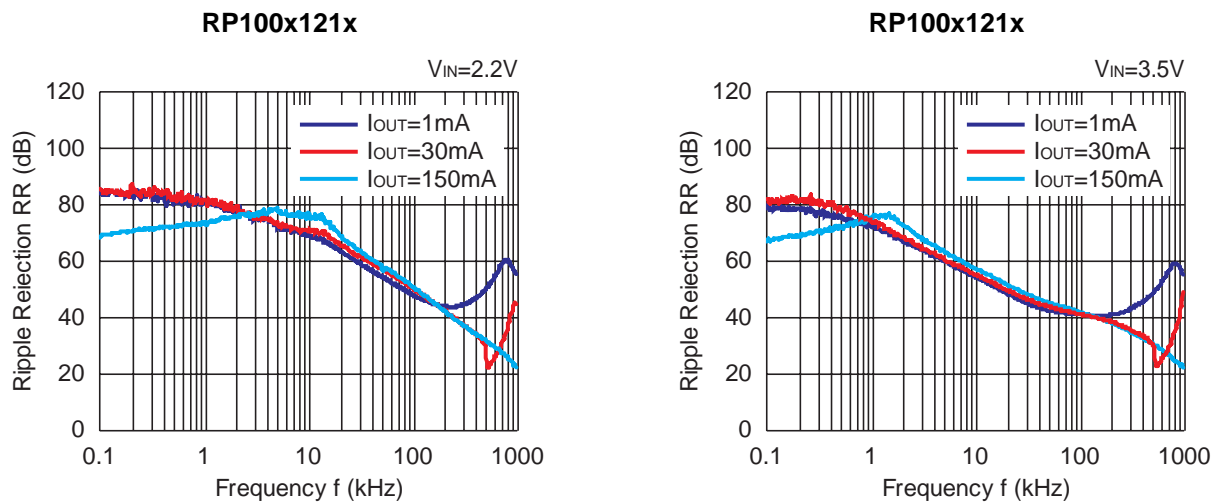 RP100x121x
VIN=2.2V
120
100
80
60
40
20
0
Ripple Rejection RR (dB)
IOUT=1mA
IOUT=30mA
IOUT=150mA
0.1
1
10
100
1000
Frequency f (kHz)
RP100x121x
VIN=3.5V
120
100
80
60
40
20
0
Ripple Rejection RR (dB)
IOUT=1mA
IOUT=30mA
IOUT=150mA
0.1
1
10
100
1000
Frequency f (kHz)